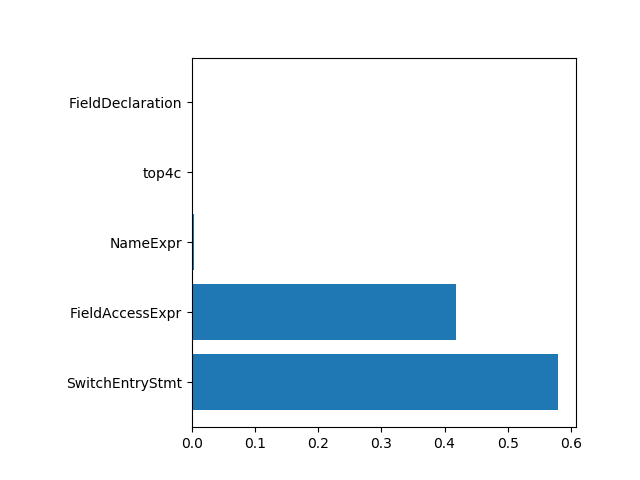 FieldDeclaration
top4c
NameExpr
FieldAccessExpr
SwitchEntryStmt
0.0 0.1 0.2 0.3 0.4 0.5 0.6